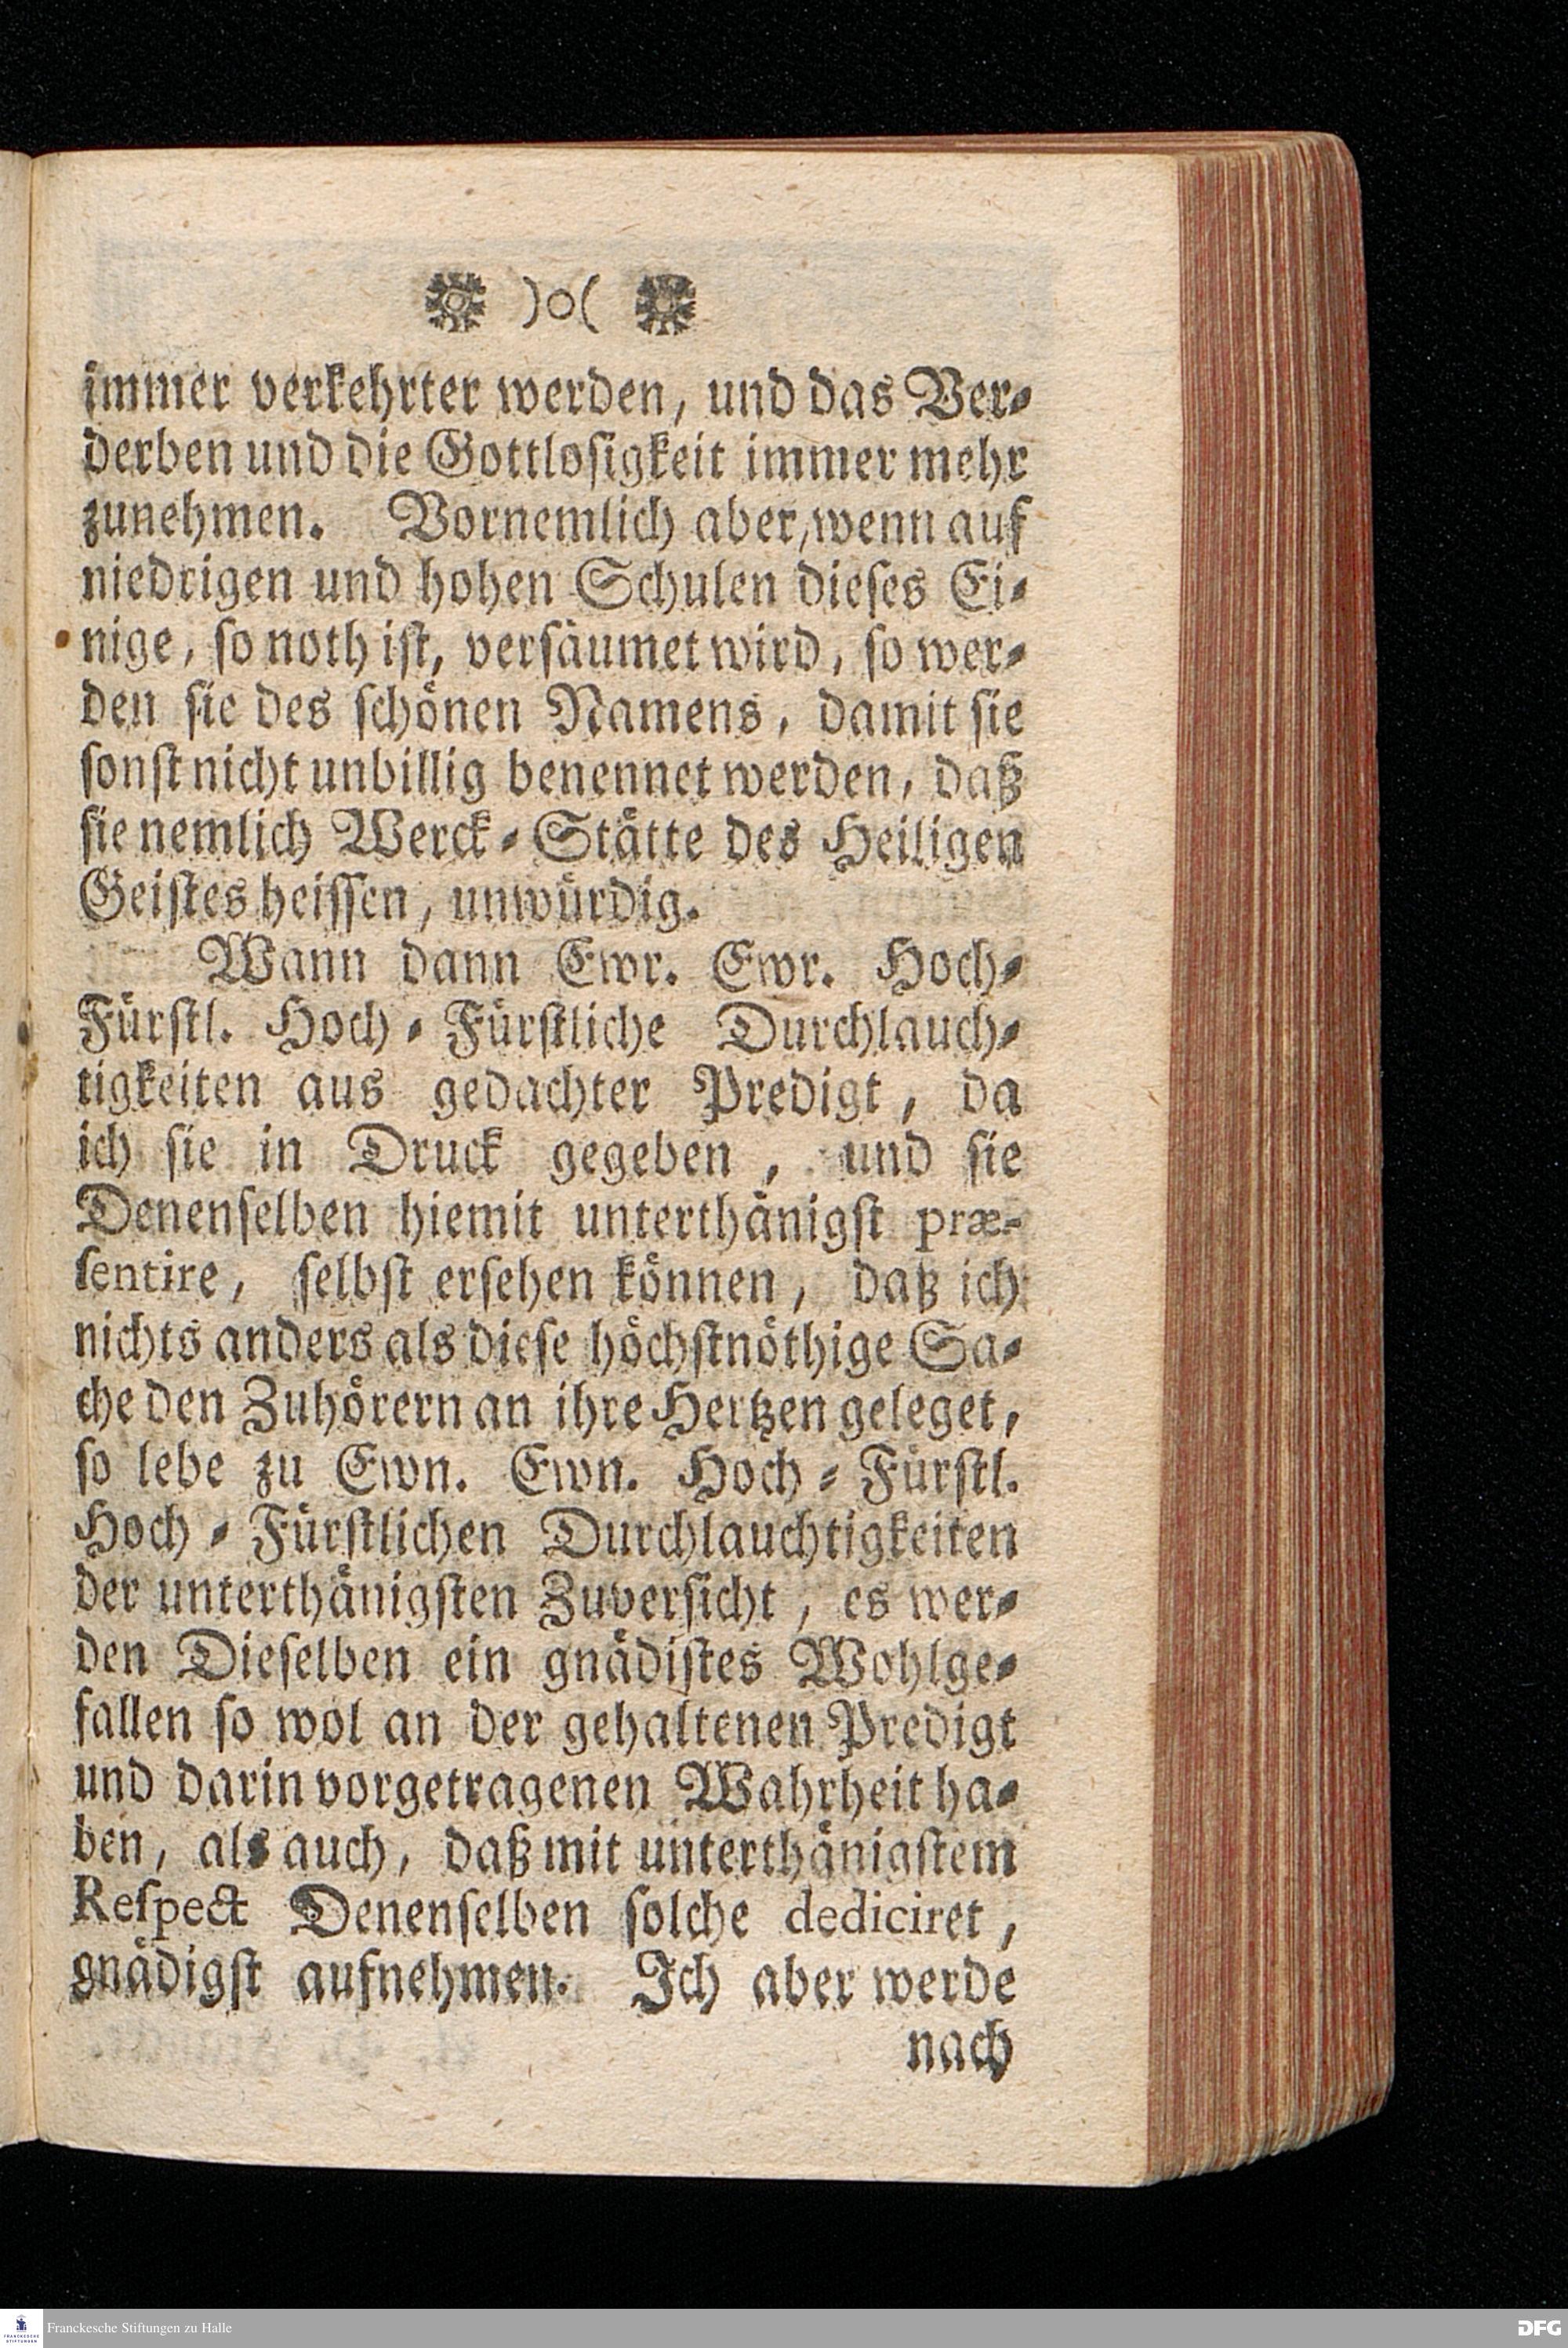 )o(
immer verkehrter werden, und das Ver⸗
derben und die Gottlosigkeit immer mehr
zunehmen. Vornemlich aber, wenn auf
niedrigen und hohen Schulen dieses Ei⸗
nige, so noth ist, versäumet wird, so wer⸗
den sie des schönen Namens, damit sie
sonst nicht unbillig benennet werden, daß
sie nemlich Werck⸗Stätte des Heiligen
Geistes heissen, unwürdig.
Wann dann Ewr. Ewr. Hoch⸗
Fürstl. Hoch⸗Fürstliche Durchlauch⸗
tigkeiten aus gedachter Predigt, da
ich sie in Druck gegeben, und sie
Denenselben hiemit unterthänigst præ-
sentire, selbst ersehen können, daß ich
nichts anders als diese höchstnöthige Sa⸗
che den Zuhörern an ihre Hertzen geleget,
so lebe zu Ewn. Ewn. Hoch⸗Fürstl.
Hoch⸗Fürstlichen Durchlauchtigkeiten
der unterthänigsten Zuversicht, es wer⸗
den Dieselben ein gnädistes Wohlge⸗
fallen so wol an der gehaltenen Predigt
und darin vorgetragenen Wahrheit ha⸗
ben, als auch, daß mit unterthänigstem
Respect Denenselben solche dediciret,
gnädigst aufnehmen. Ich aber werde
nach
FRANCKESCHE STIFTUNGEN
Franckesche Stiftungen zu Halle
DFG